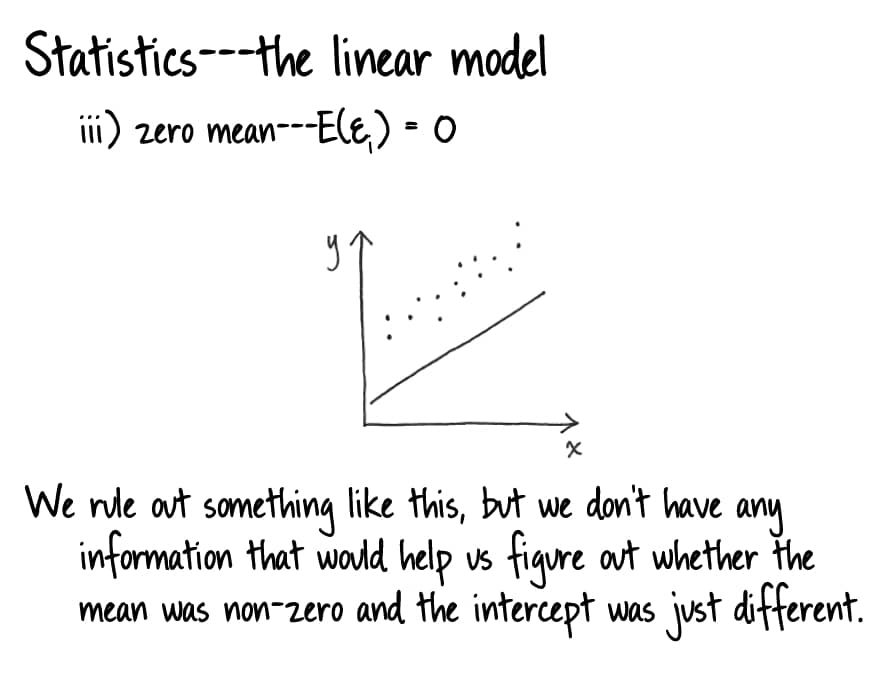 Statistics---the linear model
iii) zero mean---E(ε₁) = 0
y
x
We rule out something like this, but we don't have any
information that would help us figure out whether the
mean was non-zero and the intercept was just different.